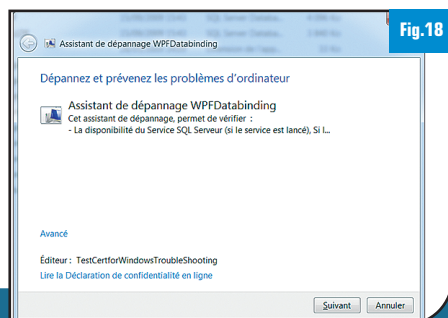 Fig.18
Assistant de dépannage WPFDatabinding
Dépannez et prévenez les problèmes d'ordinateur
Assistant de dépannage WPFDatabinding
Cet assistant de dépannage, permet de vérifier :
- La disponibilité du Service SQL Serveur (si le service est lancé), Si l...
Avancé
Éditeur : TestCertforWindowsTroubleShooting
Lire la Déclaration de confidentialité en ligne
Suivant
Annuler